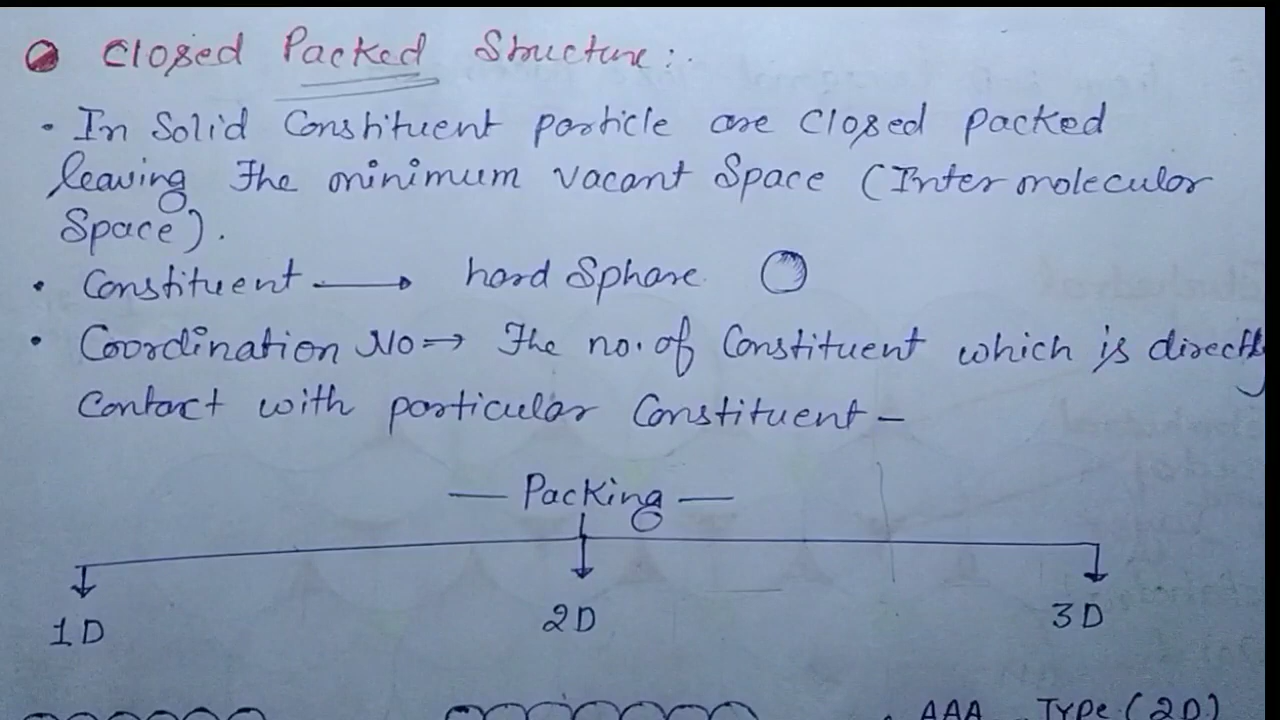 Closed Packed Structure:.
• In Solid Constituent particle are Closed packed
leaving The minimum vacant Space (Inter molecular
Space).
• Constituent → hard Sphare
• Coordination No → The no. of Constituent which is directly
Contact with particular Constituent –
— Packing —
1D 2D 3D
AAA Type (2D)